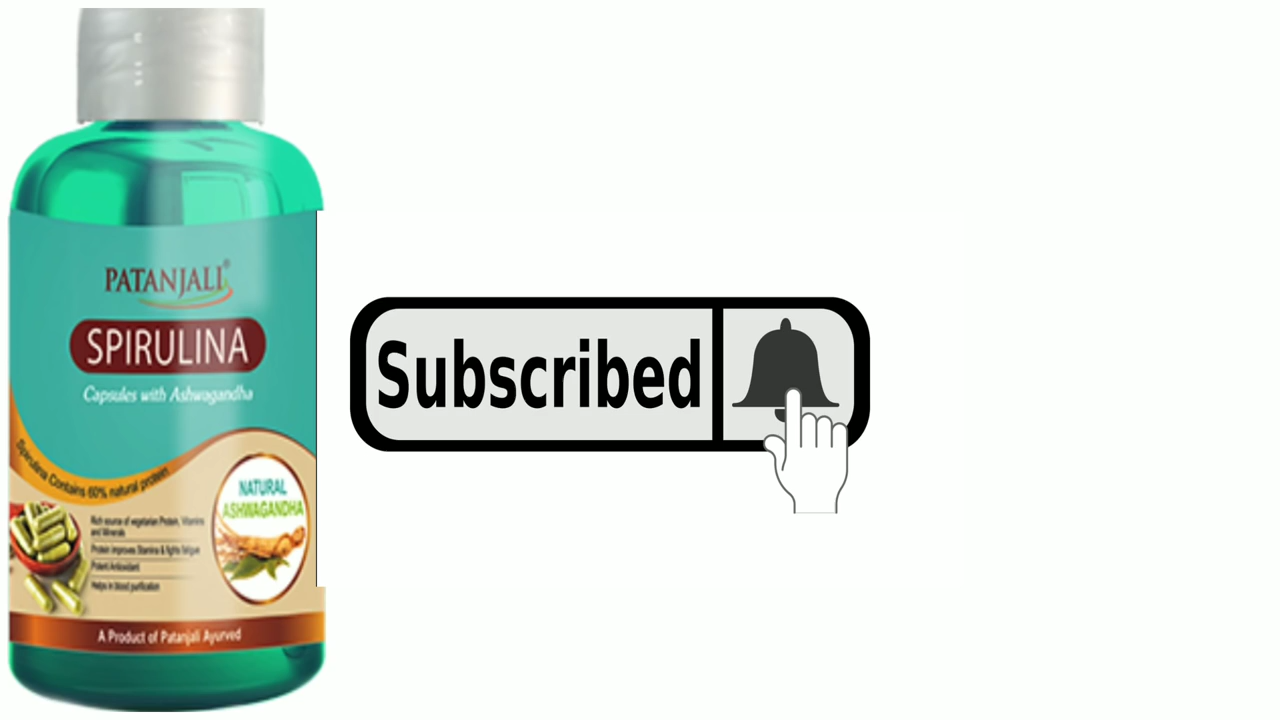 PATANJALI®
SPIRULINA
Capsules with Ashwagandha
Spirulina Contains 60% natural protein
NATURAL
ASHWAGANDHA
Rich source of vegetarian Protein, Vitamins
and Minerals
Protein improves Stamina & fights fatigue
Potent Antioxidant
Helps in blood purification
A Product of Patanjali Ayurved
Subscribed